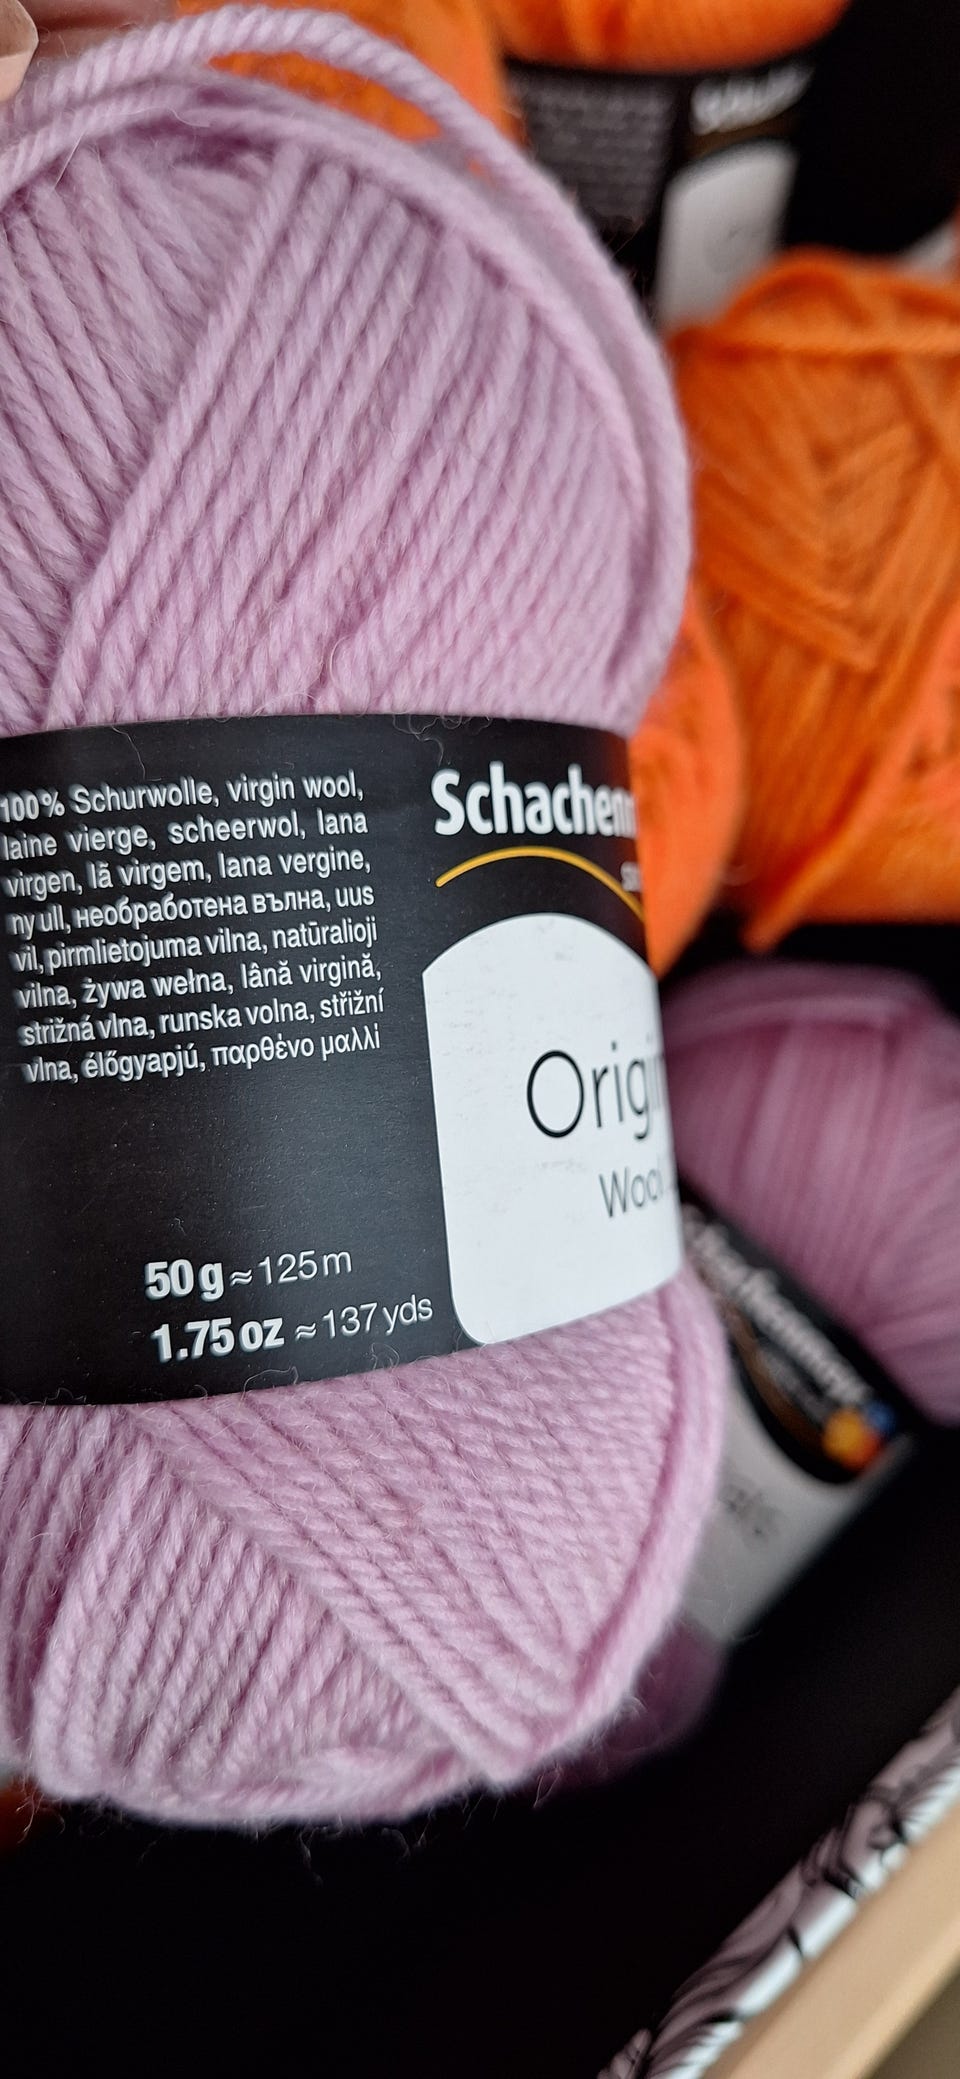 100% Schurwolle, virgin wool,
laine vierge, scheerwol, lana
virgen, lã virgem, lana vergine,
ny ull, необработена вълна, uus
vil, pirmlietojuma vilna, natūralioji
vilna, żywa wełna, lână virgină,
strižná vlna, runska volna, střižní
vlna, élőgyapjú, παρθένο μαλλί
50 g ≈ 125 m
1.75 oz ≈ 137 yds
Schachenm
Origin
Wool
Schachenmayr